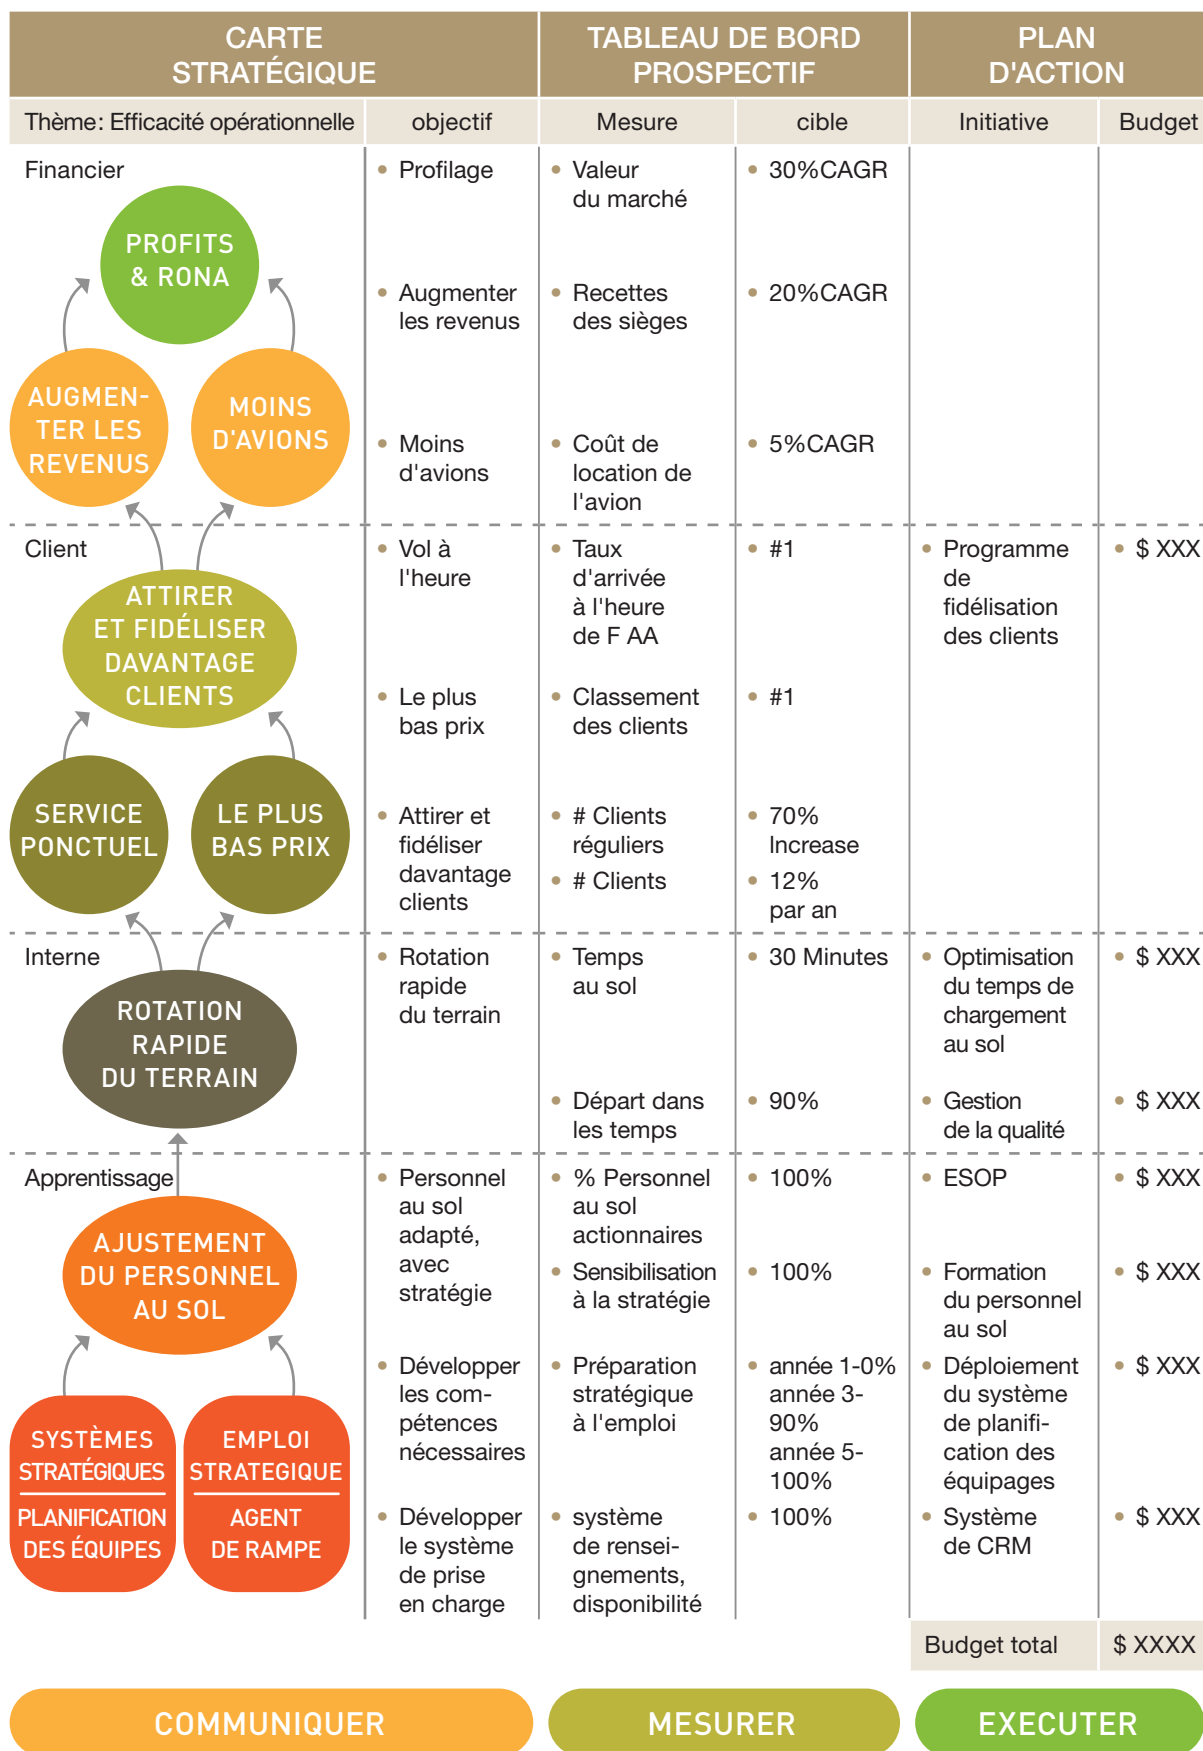 CARTE
STRATÉGIQUE
TABLEAU DE BORD
PROSPECTIF
PLAN
D'ACTION
Thème: Efficacité opérationnelle
objectif
Mesure
cible
Initiative
Budget
Financier
PROFITS
& RONA
AUGMEN-
TER LES
REVENUS
MOINS
D'AVIONS
• Profilage
• Valeur
du marché
• 30%CAGR
• Augmenter
les revenus
• Recettes
des sièges
• 20%CAGR
• Moins
d'avions
• Coût de
location de
l'avion
• 5%CAGR
Client
ATTIRER
ET FIDÉLISER
DAVANTAGE
CLIENTS
SERVICE
PONCTUEL
LE PLUS
BAS PRIX
• Vol à
l'heure
• Taux
d'arrivée
à l'heure
de F AA
• #1
• Programme
de
fidélisation
des clients
• $ XXX
• Le plus
bas prix
• Classement
des clients
• #1
• Attirer et
fidéliser
davantage
clients
• # Clients
réguliers
• 70%
Increase
• # Clients
• 12%
par an
Interne
ROTATION
RAPIDE
DU TERRAIN
• Rotation
rapide
du terrain
• Temps
au sol
• 30 Minutes
• Optimisation
du temps de
chargement
au sol
• $ XXX
• Départ dans
les temps
• 90%
• Gestion
de la qualité
• $ XXX
Apprentissage
AJUSTEMENT
DU PERSONNEL
AU SOL
SYSTÈMES
STRATÉGIQUES
PLANIFICATION
DES ÉQUIPES
EMPLOI
STRATEGIQUE
AGENT
DE RAMPE
• Personnel
au sol
adapté,
avec
stratégie
• % Personnel
au sol
actionnaires
• 100%
• ESOP
• $ XXX
• Sensibilisation
à la stratégie
• 100%
• Formation
du personnel
au sol
• $ XXX
• Développer
les com-
pétences
nécessaires
• Préparation
stratégique
à l'emploi
• année 1-0%
année 3-
90%
année 5-
100%
• Déploiement
du système
de planifi-
cation des
équipages
• $ XXX
• Développer
le système
de prise
en charge
• système
de rensei-
gnements,
disponibilité
• 100%
• Système
de CRM
• $ XXX
Budget total
$ XXXX
COMMUNIQUER
MESURER
EXECUTER